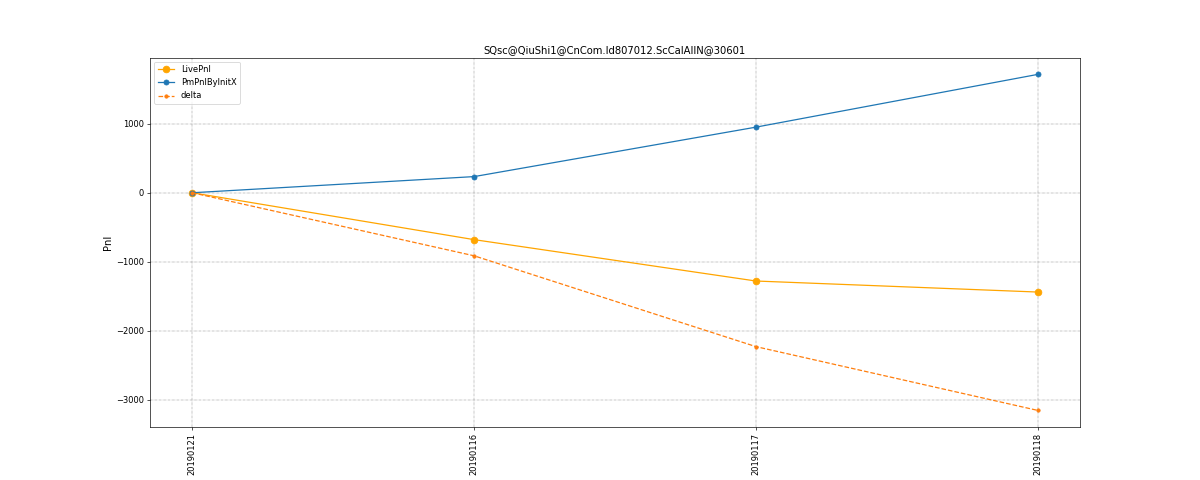 SQsc@QiuShi1@CnCom.Id807012.ScCalAllN@30601
LivePnl
PmPnlByInitX
delta
Pnl
1000
0
−1000
−2000
−3000
20190121
20190116
20190117
20190118